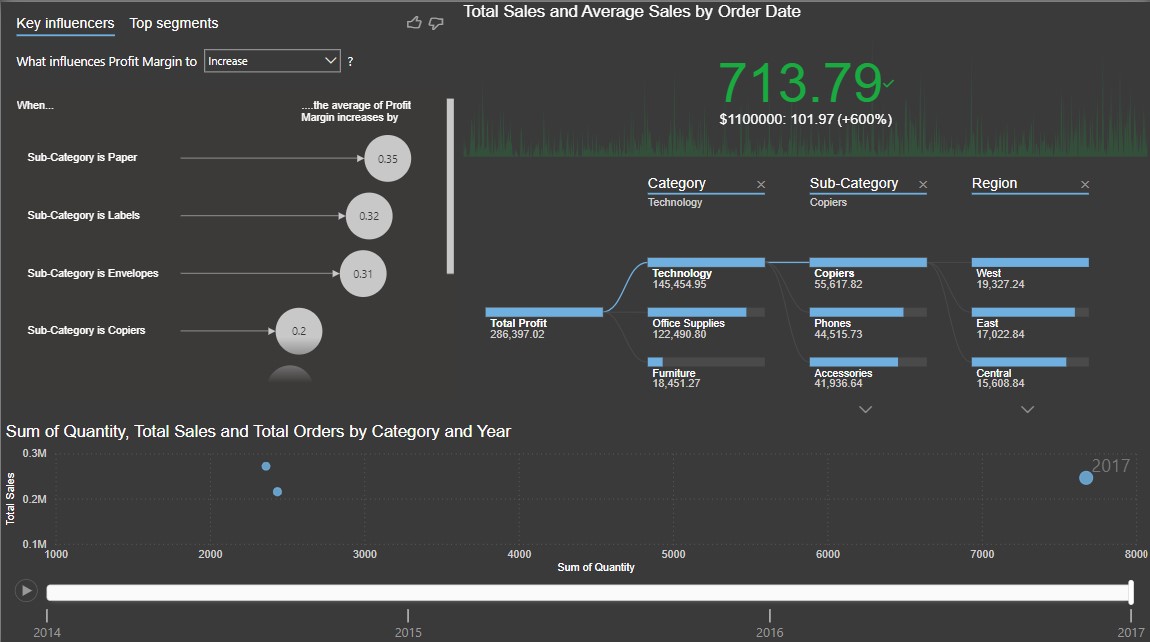 Key influencers Top segments
What influences Profit Margin to Increase ?
When...
....the average of Profit
Margin increases by
Sub-Category is Paper 0.35
Sub-Category is Labels 0.32
Sub-Category is Envelopes 0.31
Sub-Category is Copiers 0.2
Total Sales and Average Sales by Order Date
713.79
$1100000: 101.97 (+600%)
Category Sub-Category Region
Technology Copiers
Total Profit
286,397.02
Technology
145,454.95
Office Supplies
122,490.80
Furniture
18,451.27
Copiers
55,617.82
Phones
44,515.73
Accessories
41,936.64
West
19,327.24
East
17,022.84
Central
15,608.84
Sum of Quantity, Total Sales and Total Orders by Category and Year
Total Sales
0.3M
0.2M
0.1M
2017
1000 2000 3000 4000 5000 6000 7000 8000
Sum of Quantity
2014 2015 2016 2017